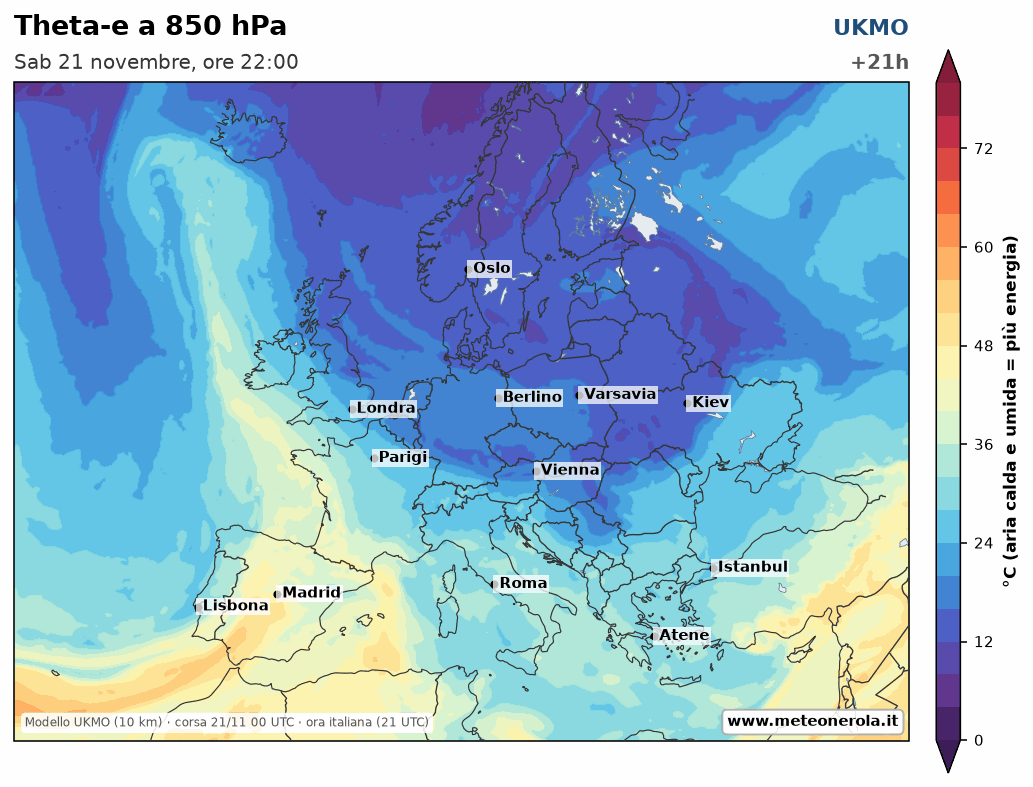 Theta-e a 850 hPa
UKMO
Sab 21 novembre, ore 22:00
+21h
72
60
48
36
24
12
0
°C (aria calda e umida = più energia)
Oslo
Berlino
Varsavia
Kiev
Londra
Parigi
Vienna
Istanbul
Roma
Madrid
Lisbona
Atene
Modello UKMO (10 km) · corsa 21/11 00 UTC · ora italiana (21 UTC)
www.meteonerola.it